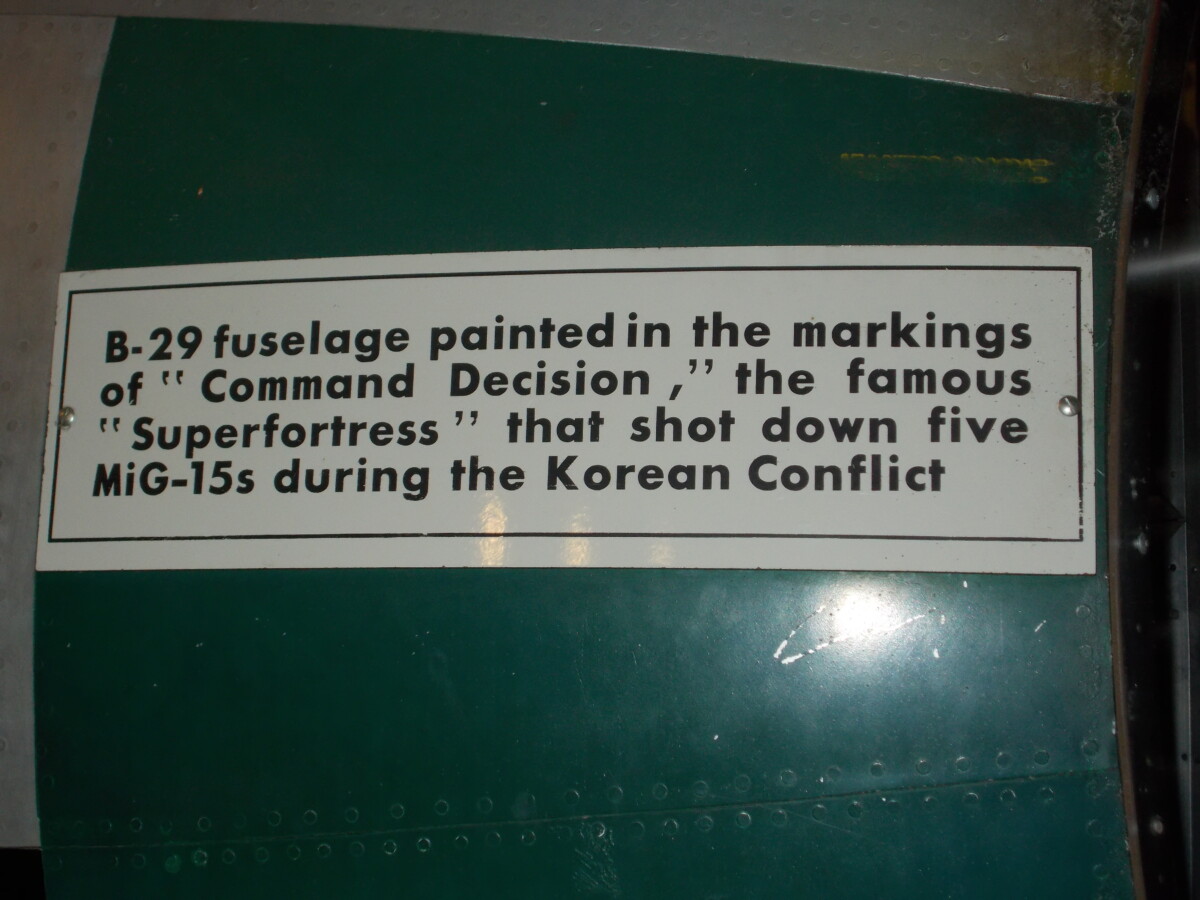 B-29 fuselage painted in the markings
of "Command Decision," the famous
"Superfortress" that shot down five
MiG-15s during the Korean Conflict